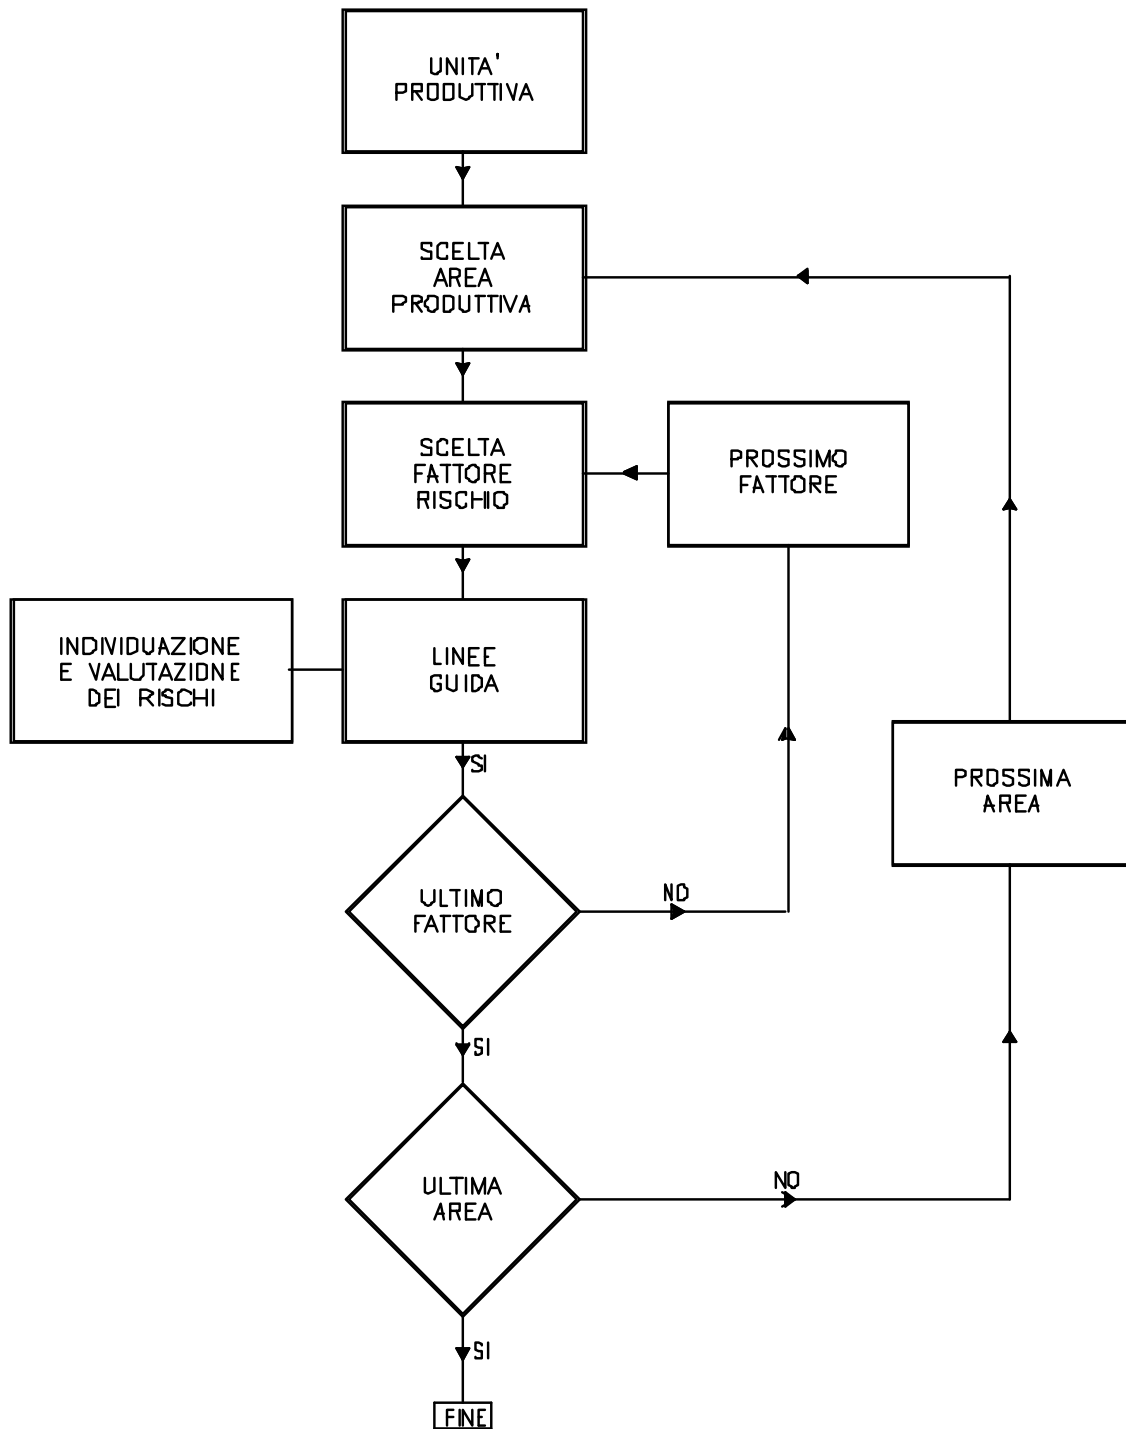 UNITA'
PRODUTTIVA
SCELTA
AREA
PRODUTTIVA
SCELTA
FATTORE
RISCHIO
PROSSIMO
FATTORE
INDIVIDUAZIONE
E VALUTAZIONE
DEI RISCHI
LINEE
GUIDA
SI
PROSSIMA
AREA
ULTIMO
FATTORE
NO
SI
ULTIMA
AREA
NO
SI
FINE